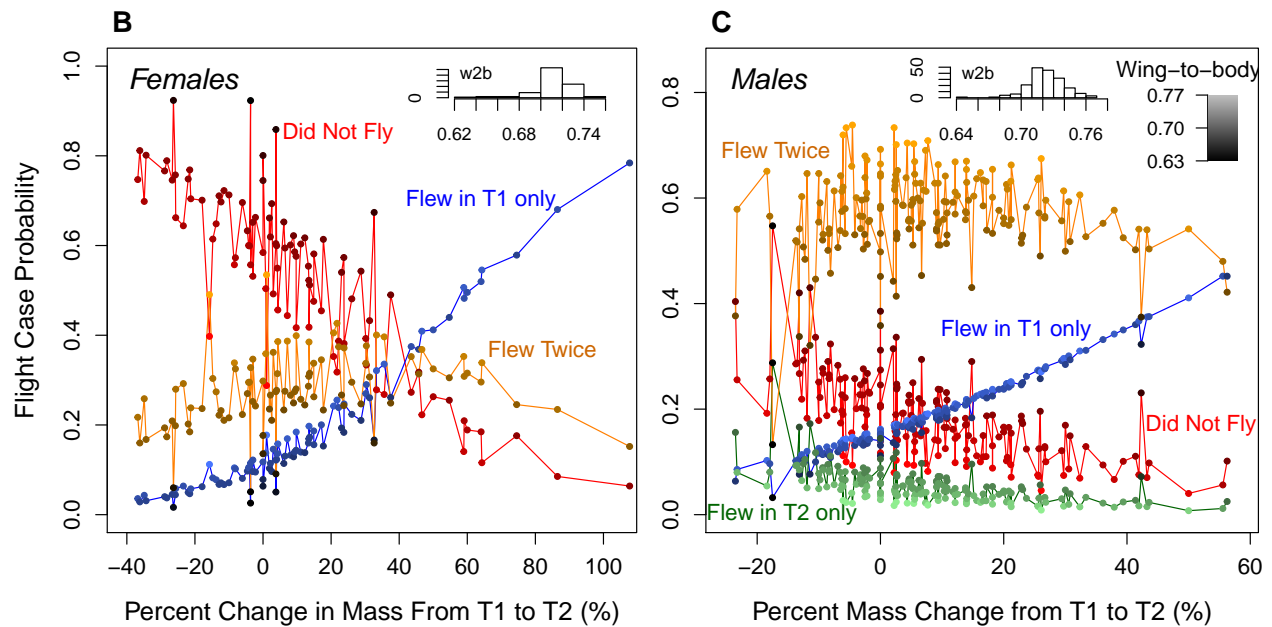 B
Females
w2b
0
0.62 0.68 0.74
Did Not Fly
Flew in T1 only
Flew Twice
Flight Case Probability
1.0
0.8
0.6
0.4
0.2
0.0
−40 −20 0 20 40 60 80 100
Percent Change in Mass From T1 to T2 (%)
C
Males
50
0
w2b
0.64 0.70 0.76
Wing−to−body
0.77
0.70
0.63
Flew Twice
Flew in T1 only
Did Not Fly
Flew in T2 only
0.8
0.6
0.4
0.2
0.0
−20 0 20 40 60
Percent Mass Change from T1 to T2 (%)